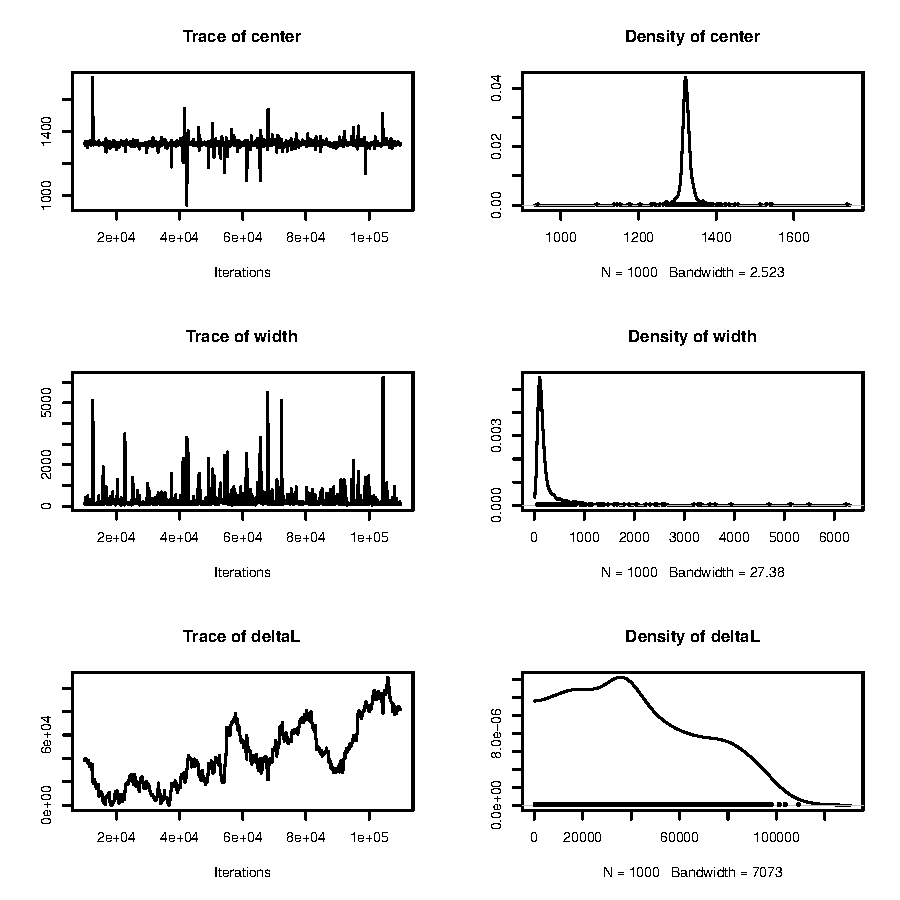 Trace of center
Density of center
1000 1400
2e+04 4e+04 6e+04 8e+04 1e+05
Iterations
0.00 0.02 0.04
1000 1200 1400 1600
N = 1000 Bandwidth = 2.523
Trace of width
Density of width
0 2000 5000
2e+04 4e+04 6e+04 8e+04 1e+05
Iterations
0.000 0.003
0 1000 2000 3000 4000 5000 6000
N = 1000 Bandwidth = 27.38
Trace of deltaL
Density of deltaL
0e+00 6e+04
2e+04 4e+04 6e+04 8e+04 1e+05
Iterations
0.0e+00 8.0e−06
0 20000 60000 100000
N = 1000 Bandwidth = 7073